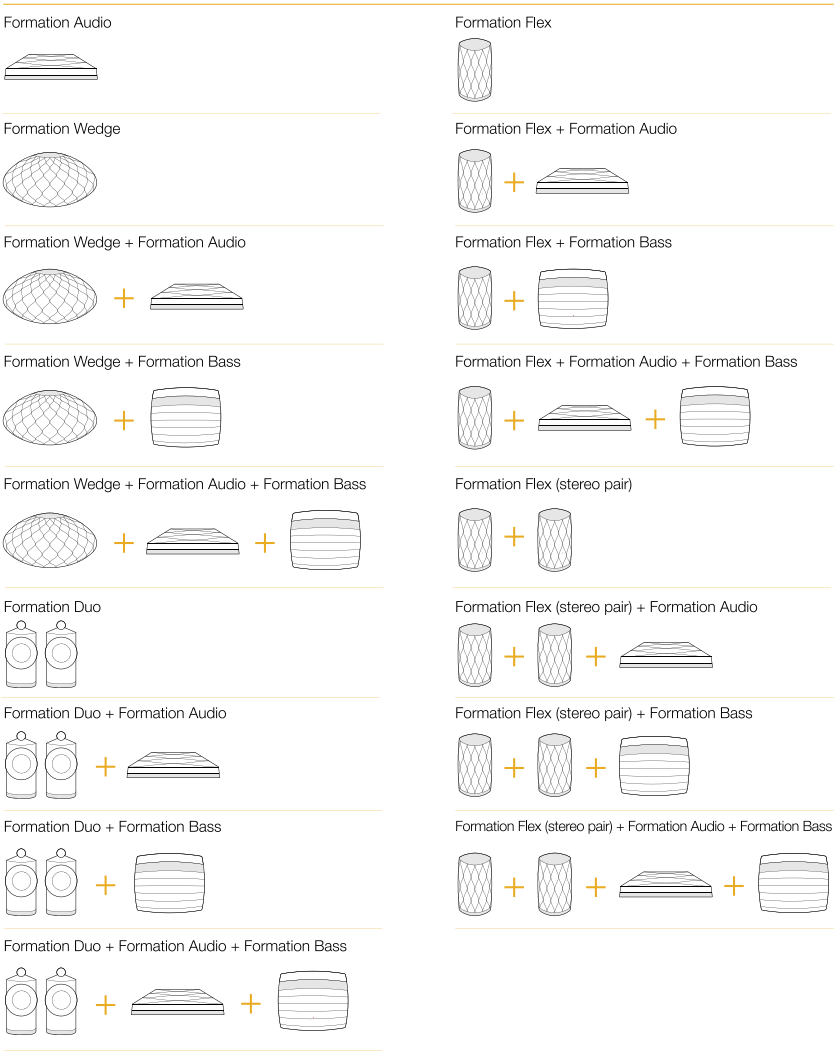 Formation Audio
Formation Wedge
Formation Wedge + Formation Audio
Formation Wedge + Formation Bass
Formation Wedge + Formation Audio + Formation Bass
Formation Duo
Formation Duo + Formation Audio
Formation Duo + Formation Bass
Formation Duo + Formation Audio + Formation Bass
Formation Flex
Formation Flex + Formation Audio
Formation Flex + Formation Bass
Formation Flex + Formation Audio + Formation Bass
Formation Flex (stereo pair)
Formation Flex (stereo pair) + Formation Audio
Formation Flex (stereo pair) + Formation Bass
Formation Flex (stereo pair) + Formation Audio + Formation Bass